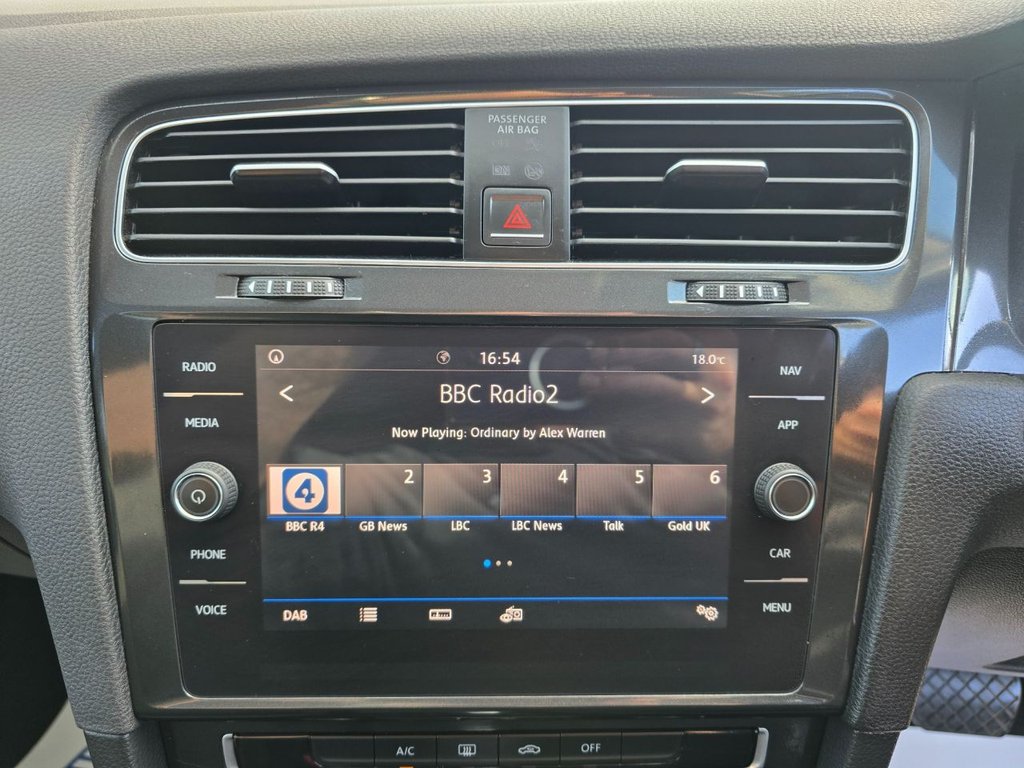 PASSENGER
AIR BAG
OFF
ON
RADIO
MEDIA
PHONE
VOICE
16:54
18.0°C
< BBC Radio2 >
Now Playing: Ordinary by Alex Warren
4 2 3 4 5 6
BBC R4 GB News LBC LBC News Talk Gold UK
DAB
NAV
APP
CAR
MENU
A/C OFF